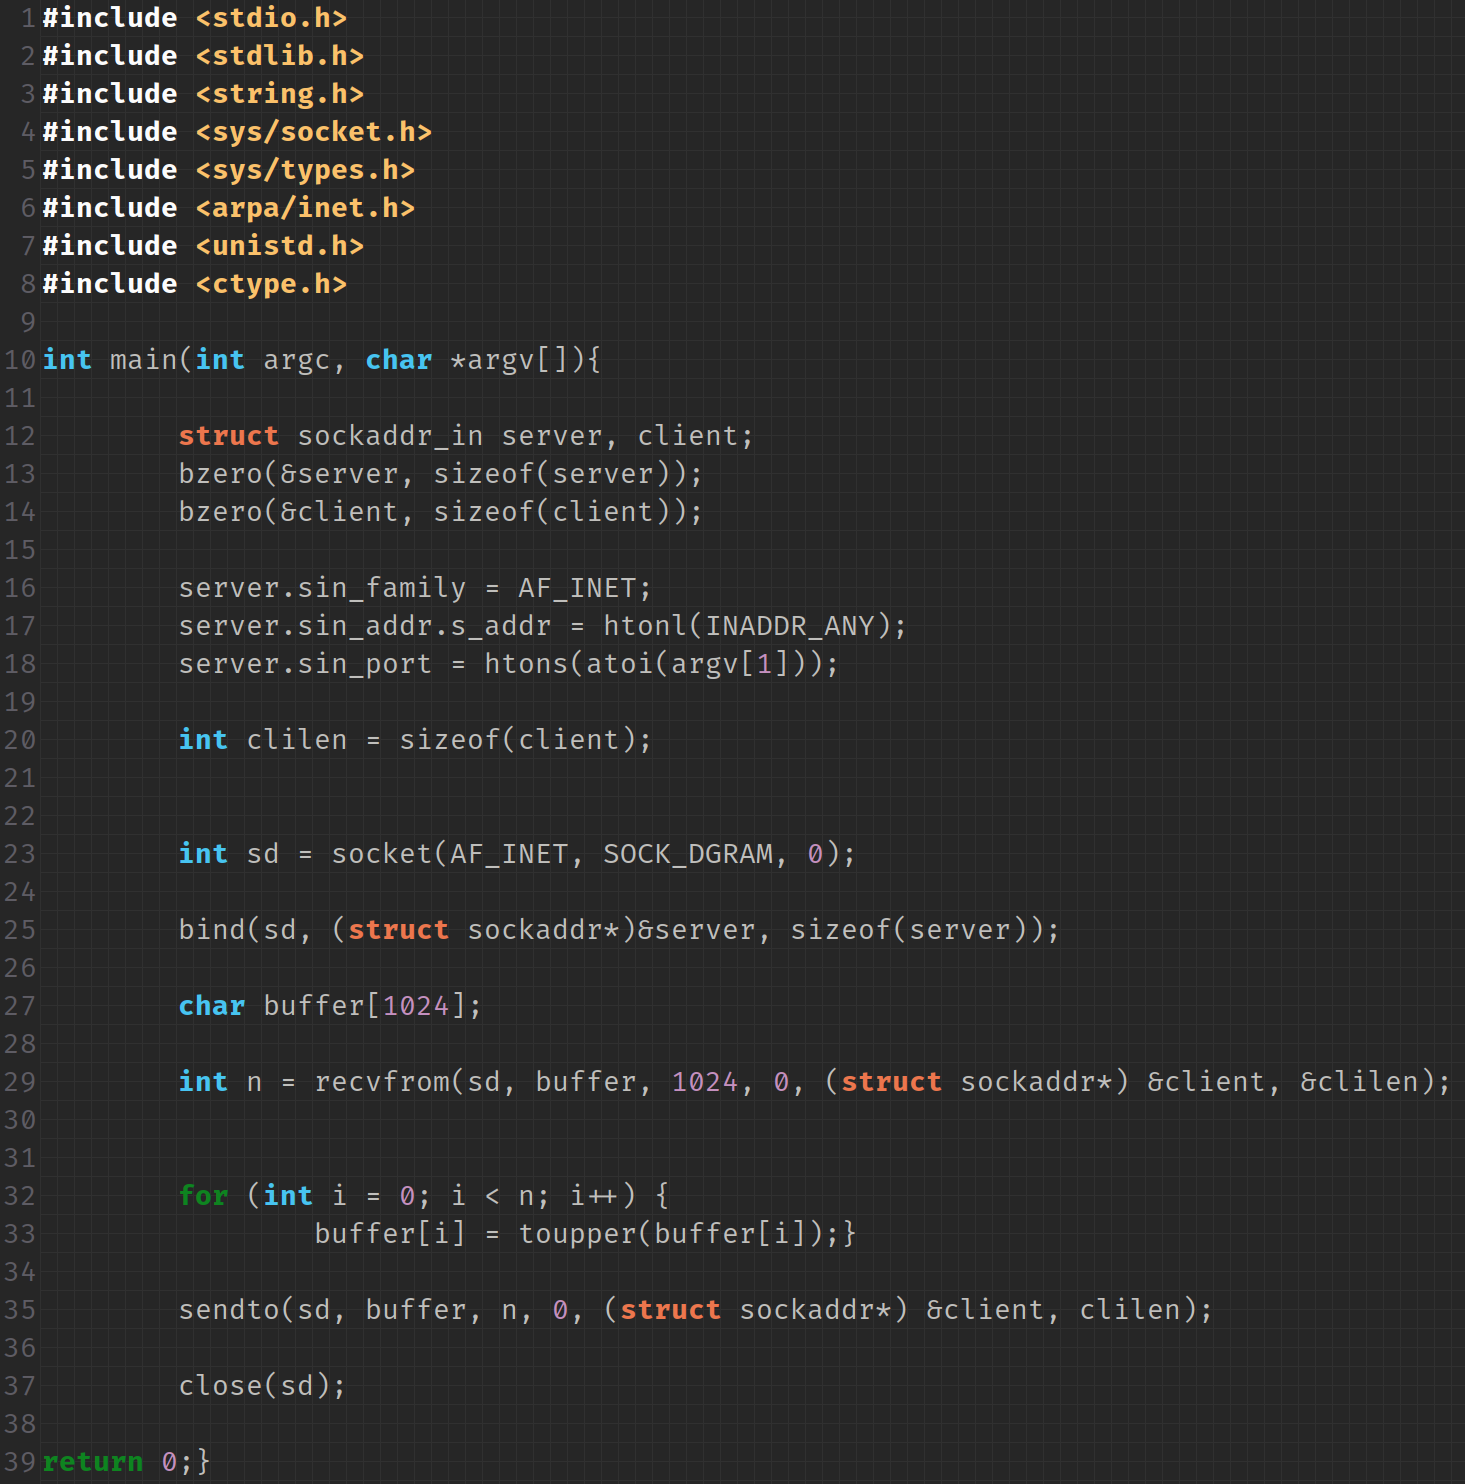 1 #include <stdio.h>
2 #include <stdlib.h>
3 #include <string.h>
4 #include <sys/socket.h>
5 #include <sys/types.h>
6 #include <arpa/inet.h>
7 #include <unistd.h>
8 #include <ctype.h>
9
10 int main(int argc, char *argv[]){
11
12         struct sockaddr_in server, client;
13         bzero(&server, sizeof(server));
14         bzero(&client, sizeof(client));
15
16         server.sin_family = AF_INET;
17         server.sin_addr.s_addr = htonl(INADDR_ANY);
18         server.sin_port = htons(atoi(argv[1]));
19
20         int clilen = sizeof(client);
21
22
23         int sd = socket(AF_INET, SOCK_DGRAM, 0);
24
25         bind(sd, (struct sockaddr*)&server, sizeof(server));
26
27         char buffer[1024];
28
29         int n = recvfrom(sd, buffer, 1024, 0, (struct sockaddr*) &client, &clilen);
30
31
32         for (int i = 0; i < n; i++) {
33                 buffer[i] = toupper(buffer[i]);}
34
35         sendto(sd, buffer, n, 0, (struct sockaddr*) &client, clilen);
36
37         close(sd);
38
39 return 0;}